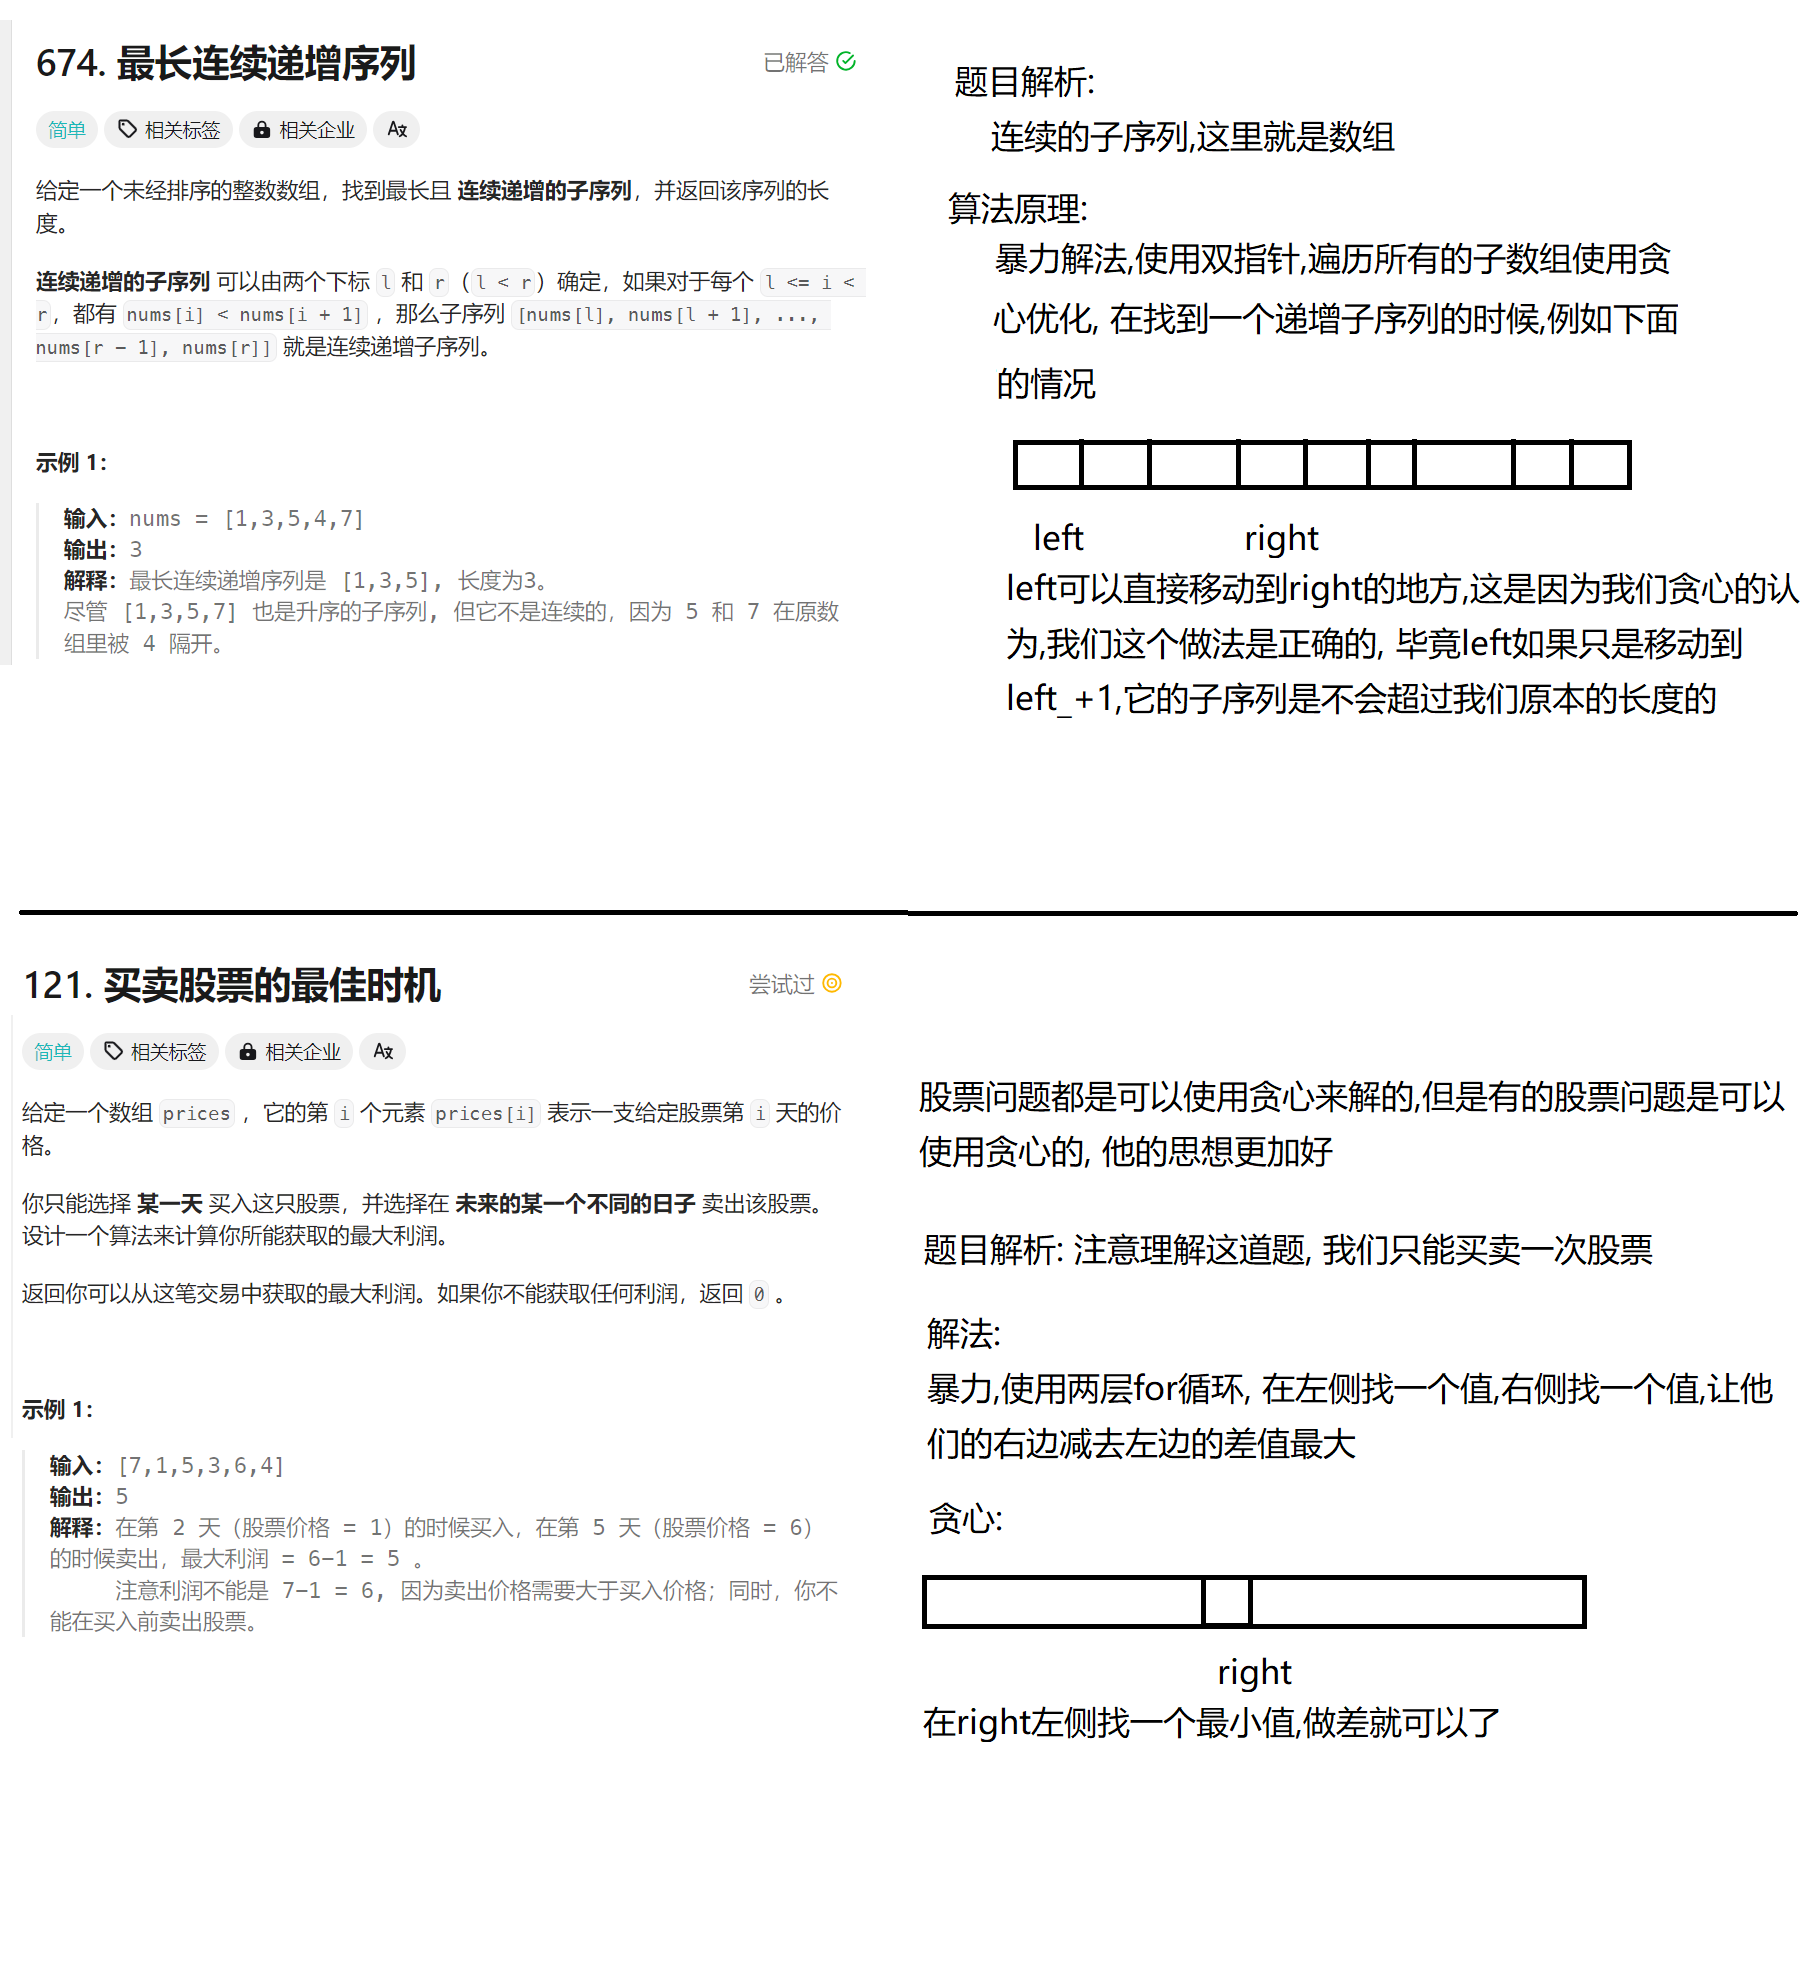 674. 最长连续递增序列
已解答
简单 相关标签 相关企业 A文
给定一个未经排序的整数数组，找到最长且 连续递增的子序列，并返回该序列的长
度。
连续递增的子序列 可以由两个下标 l 和 r（l < r）确定，如果对于每个 l <= i <
r，都有 nums[i] < nums[i + 1] ，那么子序列 [nums[l], nums[l + 1], ...,
nums[r - 1], nums[r]] 就是连续递增子序列。
示例 1：
输入：nums = [1,3,5,4,7]
输出：3
解释：最长连续递增序列是 [1,3,5], 长度为3。
尽管 [1,3,5,7] 也是升序的子序列, 但它不是连续的，因为 5 和 7 在原数
组里被 4 隔开。
题目解析:
连续的子序列,这里就是数组
算法原理:
暴力解法,使用双指针,遍历所有的子数组使用贪
心优化, 在找到一个递增子序列的时候,例如下面
的情况
left right
left可以直接移动到right的地方,这是因为我们贪心的认
为,我们这个做法是正确的, 毕竟left如果只是移动到
left_+1,它的子序列是不会超过我们原本的长度的
121. 买卖股票的最佳时机
尝试过
简单 相关标签 相关企业 A文
给定一个数组 prices ，它的第 i 个元素 prices[i] 表示一支给定股票第 i 天的价
格。
你只能选择 某一天 买入这只股票，并选择在 未来的某一个不同的日子 卖出该股票。
设计一个算法来计算你所能获取的最大利润。
返回你可以从这笔交易中获取的最大利润。如果你不能获取任何利润，返回 0 。
示例 1：
输入：[7,1,5,3,6,4]
输出：5
解释：在第 2 天（股票价格 = 1）的时候买入，在第 5 天（股票价格 = 6）
的时候卖出，最大利润 = 6-1 = 5 。
注意利润不能是 7-1 = 6, 因为卖出价格需要大于买入价格；同时，你不
能在买入前卖出股票。
股票问题都是可以使用贪心来解的,但是有的股票问题是可以
使用贪心的, 他的思想更加好
题目解析: 注意理解这道题, 我们只能买卖一次股票
解法:
暴力,使用两层for循环, 在左侧找一个值,右侧找一个值,让他
们的右边减去左边的差值最大
贪心:
right
在right左侧找一个最小值,做差就可以了